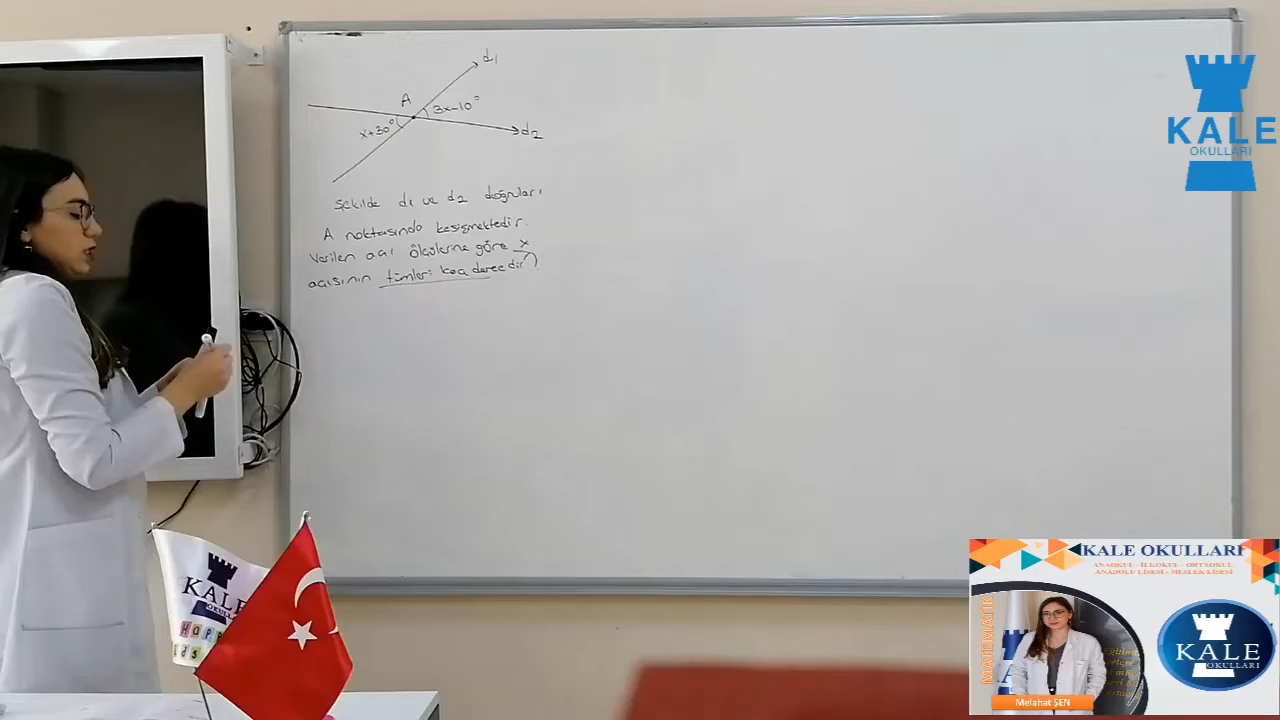 d1
A
3x-10°
x+30°
d2
Şekilde d1 ve d2 doğruları
A noktasında kesişmektedir.
Verilen açı ölçülerine göre x
açısının tümleri kaç derecedir?
KALE
OKULLARI
KALE
OKULLARI
KALE OKULLARI
ANAOKUL - İLKOKUL - ORTAOKUL
ANADOLU LİSESİ - MESLEK LİSESİ
MATEMATİK
KALE
OKULLARI
Melahat ŞEN